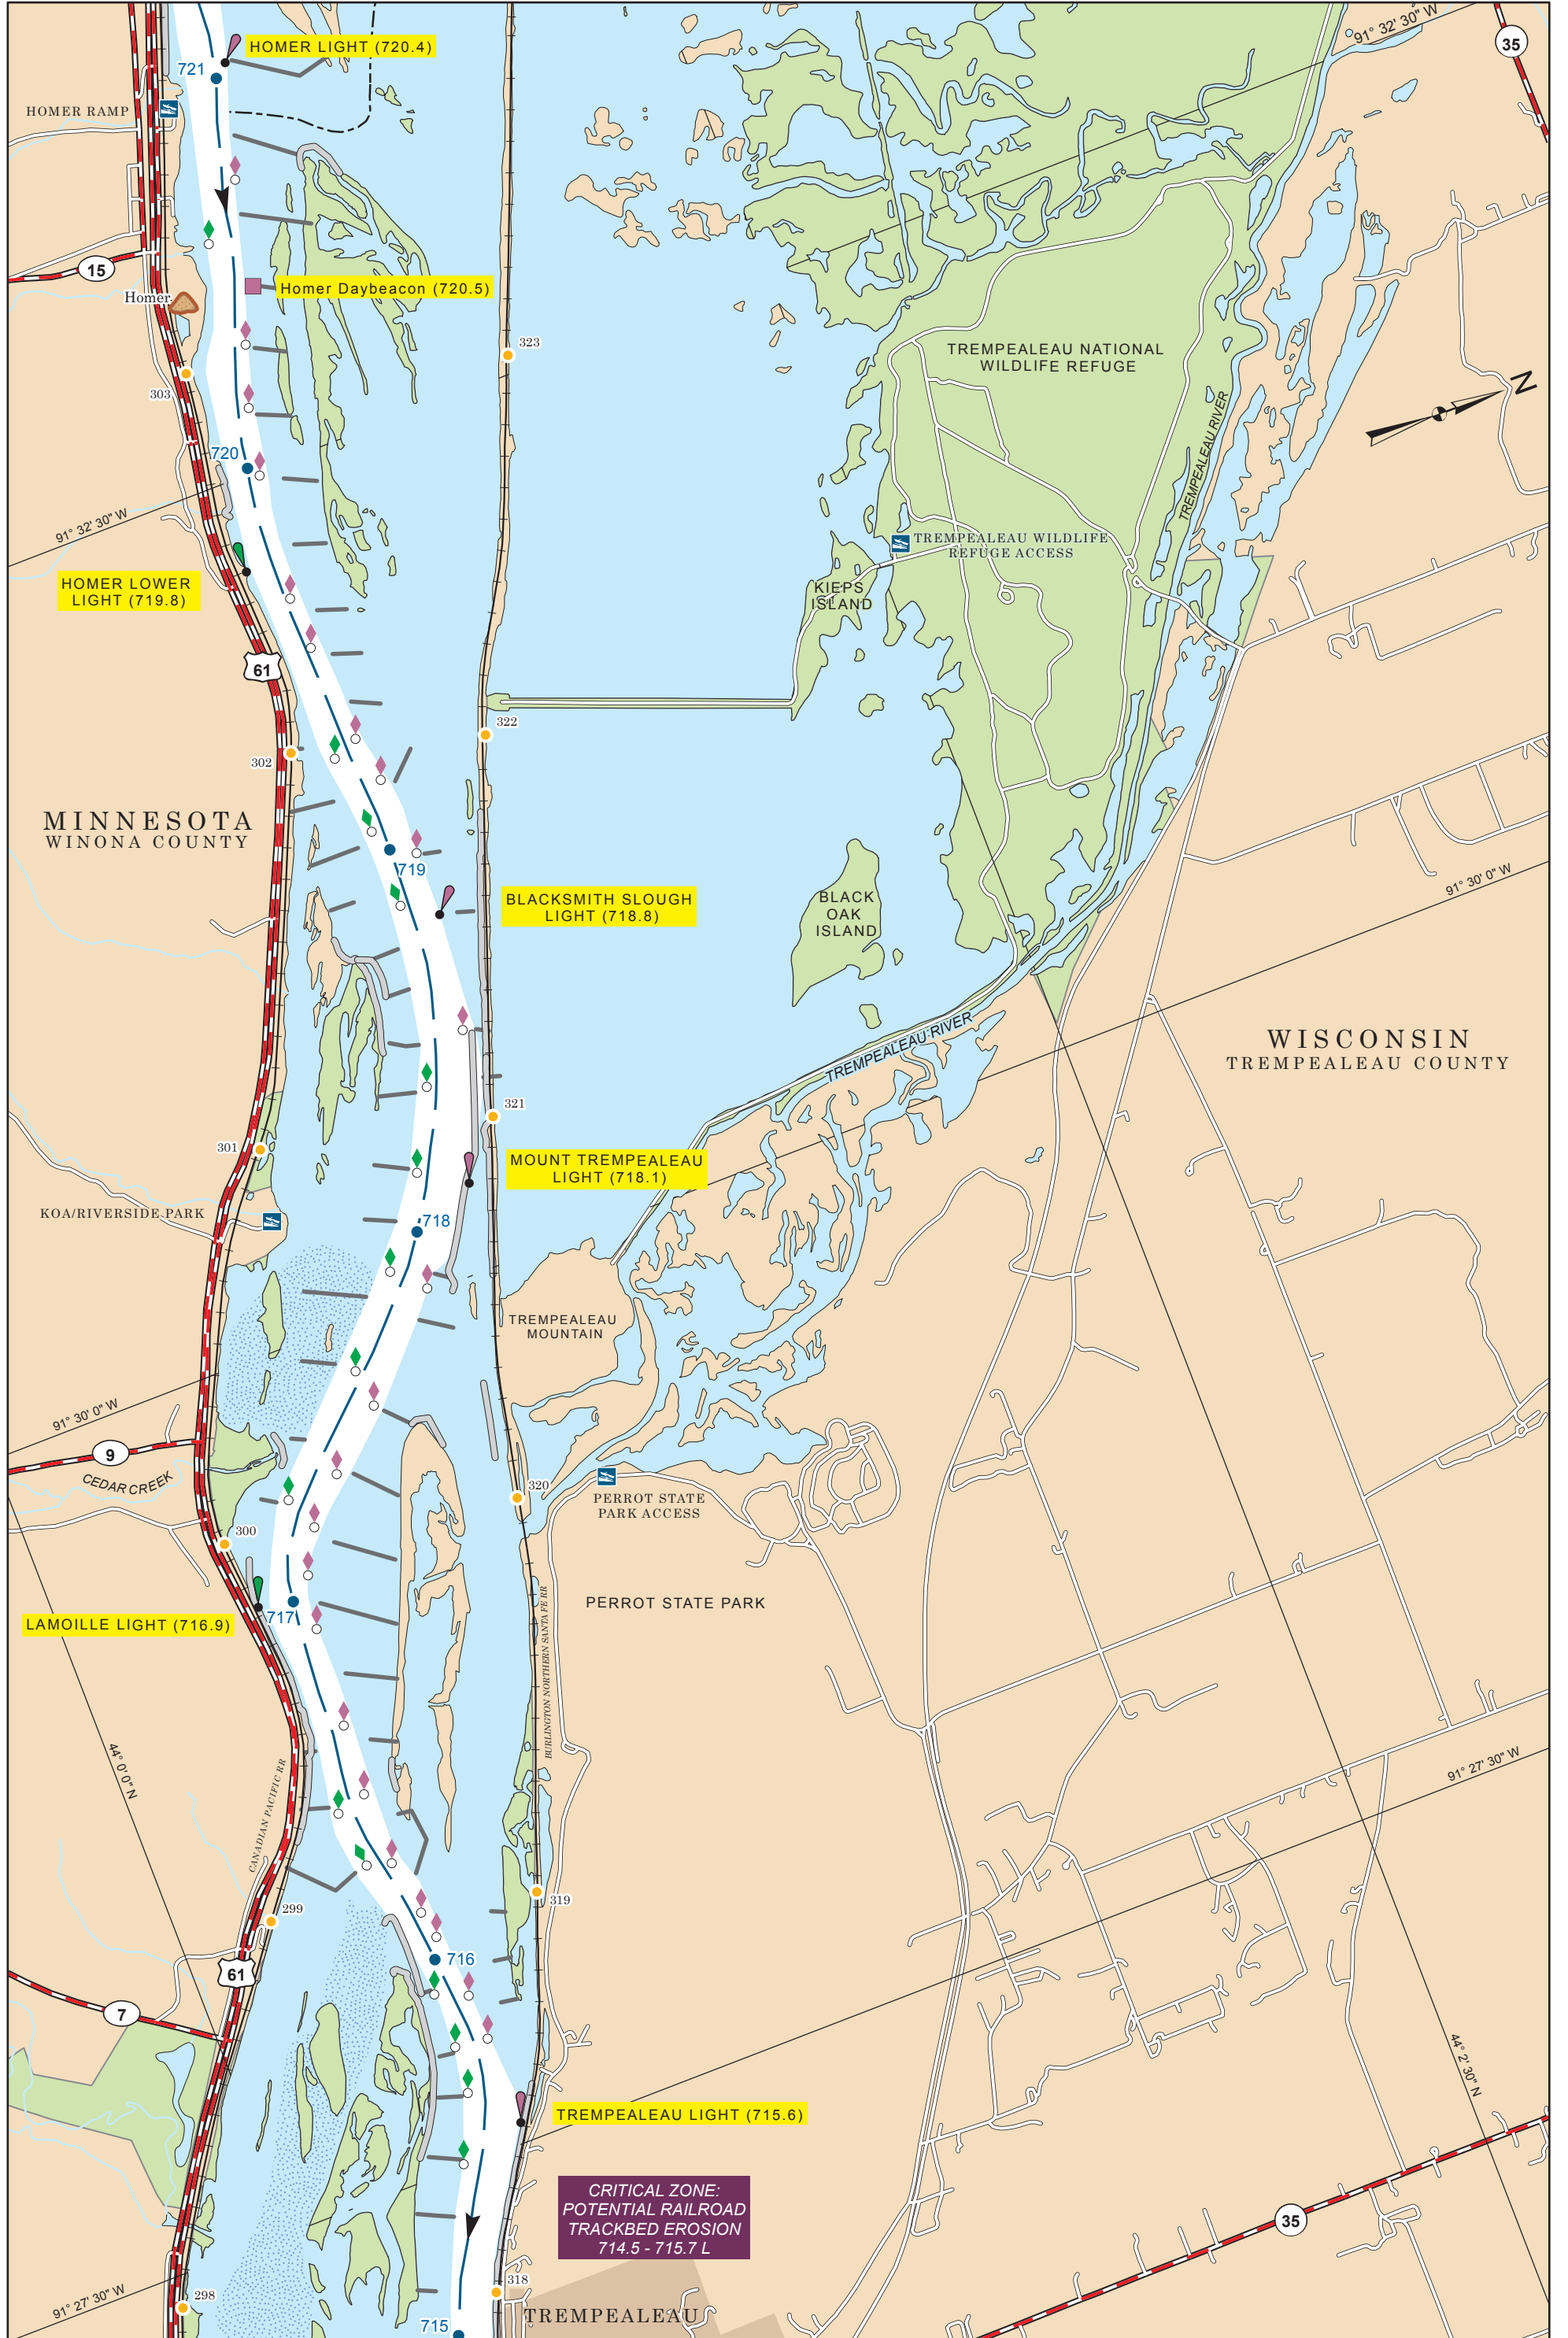 91° 32' 30" W
35
HOMER LIGHT (720.4)
721
HOMER RAMP
15
Homer
Homer Daybeacon (720.5)
323
TREMPEALEAU NATIONAL
WILDLIFE REFUGE
N
303
TREMPEALEAU RIVER
720
91° 32' 30" W
TREMPEALEAU WILDLIFE
REFUGE ACCESS
HOMER LOWER
LIGHT (719.8)
KIEPS
ISLAND
61
322
302
MINNESOTA
WINONA COUNTY
719
91° 30' 0" W
BLACKSMITH SLOUGH
LIGHT (718.8)
BLACK
OAK
ISLAND
TREMPEALEAU RIVER
WISCONSIN
TREMPEALEAU COUNTY
321
301
MOUNT TREMPEALEAU
LIGHT (718.1)
KOA/RIVERSIDE PARK
718
TREMPEALEAU
MOUNTAIN
91° 30' 0" W
9
CEDAR CREEK
320
PERROT STATE
PARK ACCESS
300
BURLINGTON NORTHERN SANTA FE RR
PERROT STATE PARK
717
LAMOILLE LIGHT (716.9)
44° 0' 0" N
CANADIAN PACIFIC RR
91° 27' 30" W
319
299
716
61
7
44° 2' 30" N
TREMPEALEAU LIGHT (715.6)
CRITICAL ZONE:
POTENTIAL RAILROAD
TRACKBED EROSION
714.5 - 715.7 L
35
91° 27' 30" W
298
318
TREMPEALEAU
715